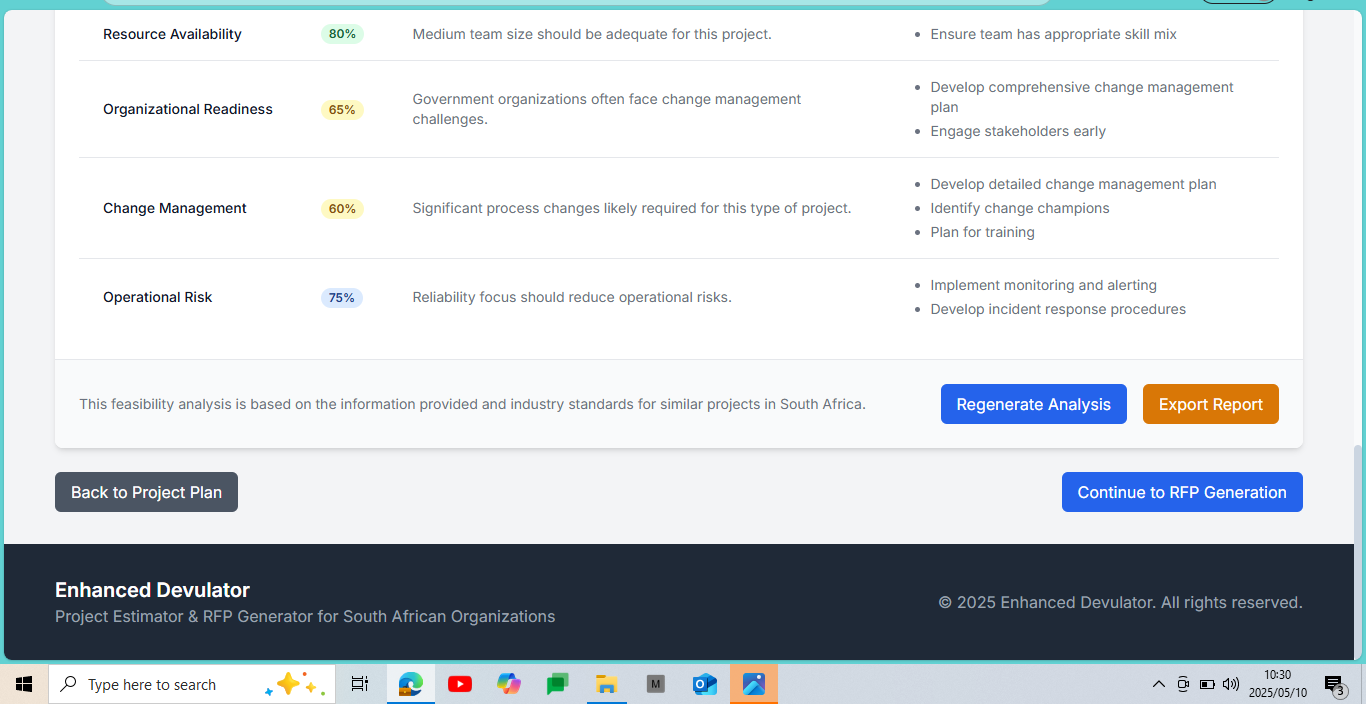 Resource Availability
80%
Medium team size should be adequate for this project.
• Ensure team has appropriate skill mix
Organizational Readiness
65%
Government organizations often face change management
challenges.
• Develop comprehensive change management
plan
• Engage stakeholders early
Change Management
60%
Significant process changes likely required for this type of project.
• Develop detailed change management plan
• Identify change champions
• Plan for training
Operational Risk
75%
Reliability focus should reduce operational risks.
• Implement monitoring and alerting
• Develop incident response procedures
This feasibility analysis is based on the information provided and industry standards for similar projects in South Africa.
Regenerate Analysis
Export Report
Back to Project Plan
Continue to RFP Generation
Enhanced Devulator
Project Estimator & RFP Generator for South African Organizations
© 2025 Enhanced Devulator. All rights reserved.
Type here to search
M
10:30
2025/05/10
3